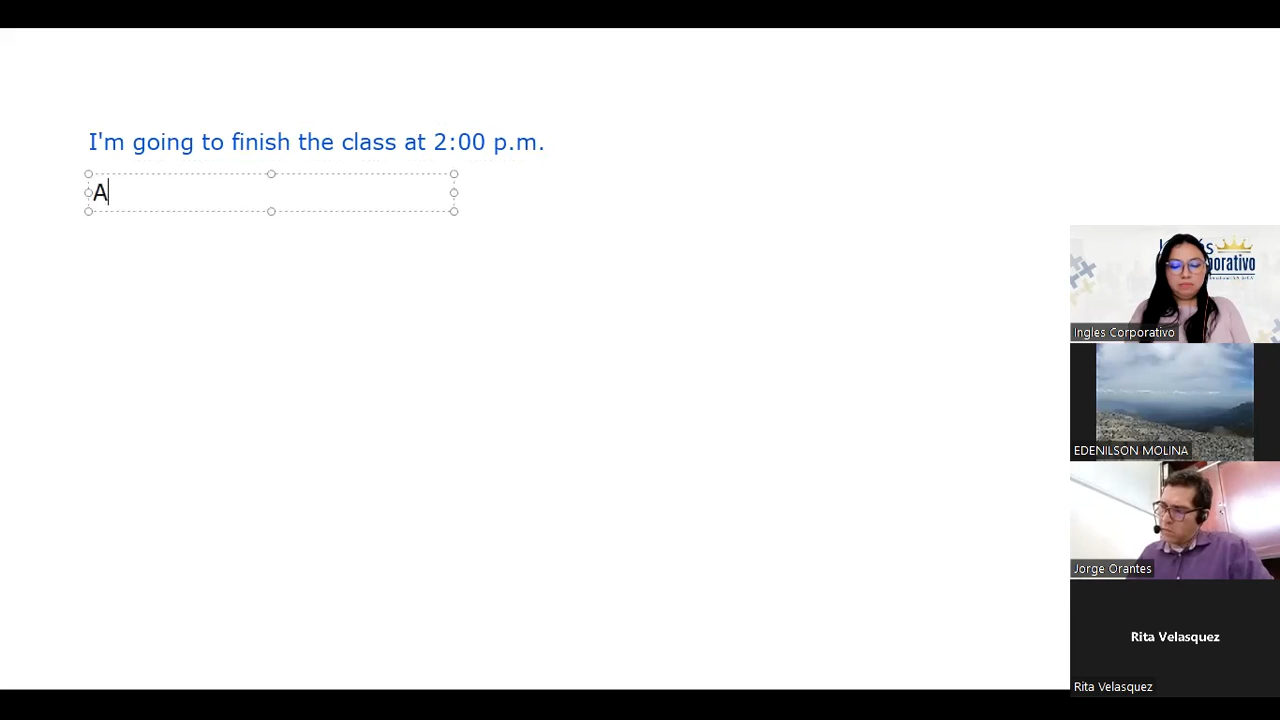 I'm going to finish the class at 2:00 p.m.
A
Ingles Corporativo
EDENILSON MOLINA
Jorge Orantes
Rita Velasquez
Rita Velasquez